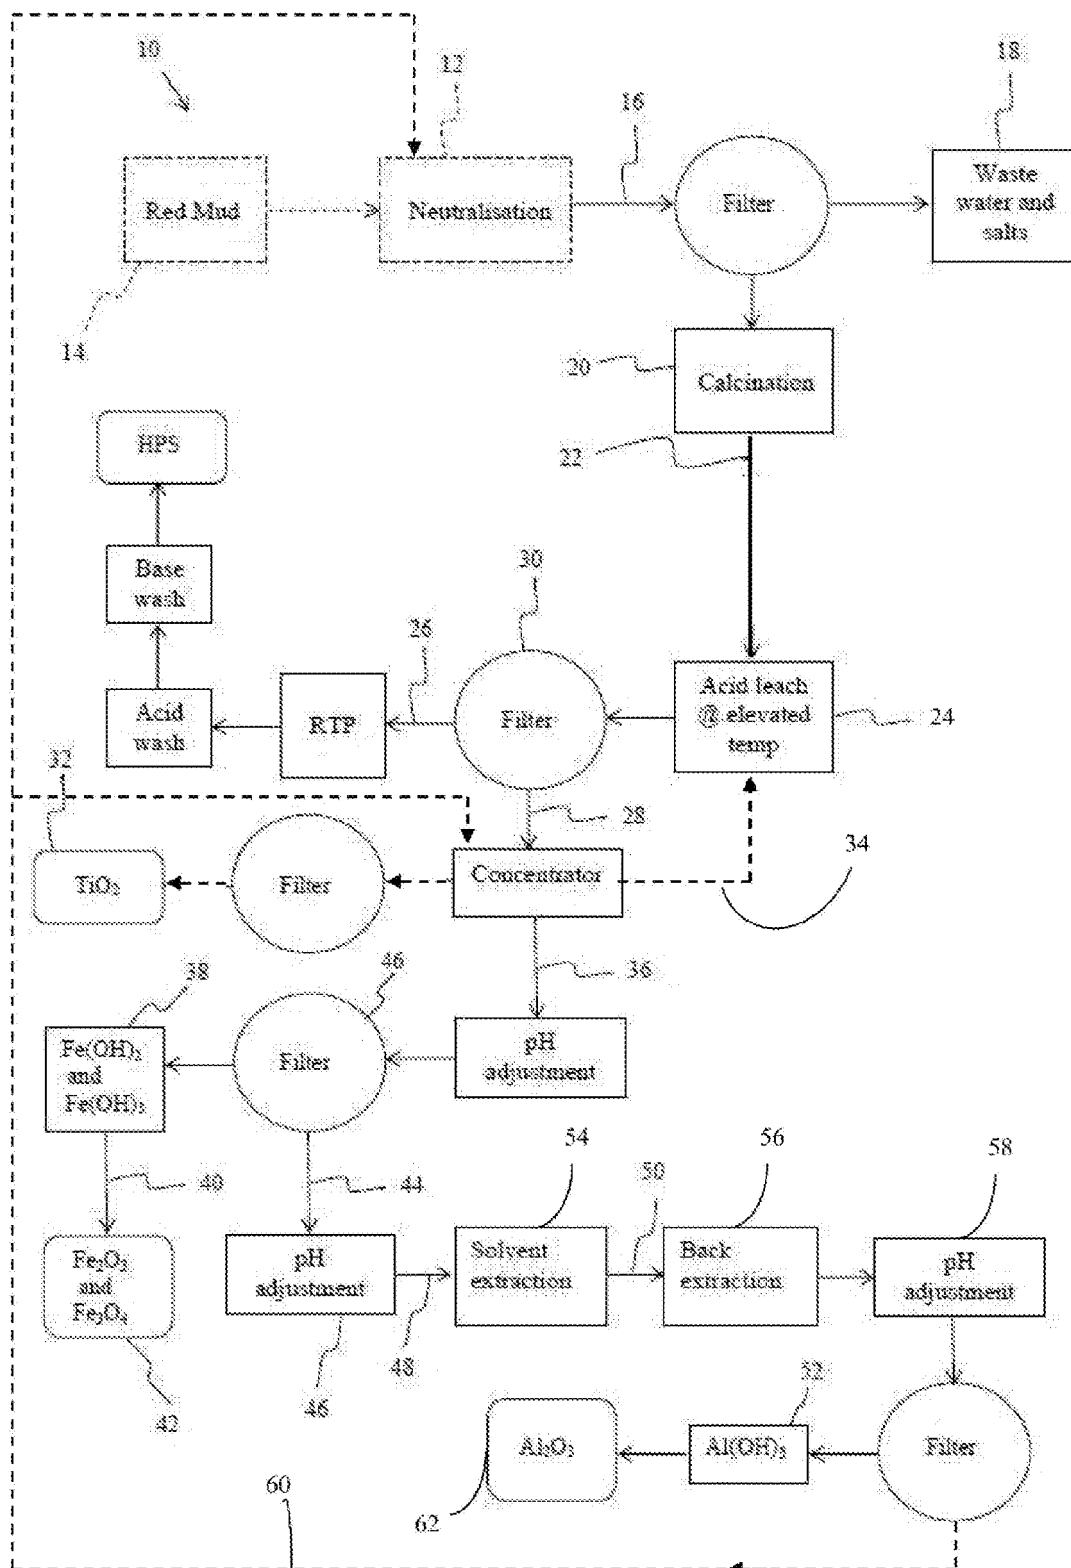 10
12
16
18
Red Mud
Neutralisation
Filter
Waste
water and
salts
14
20
Calcination
22
HPS
Base
wash
30
26
Acid
wash
RTP
Filter
Acid leach
@ elevated
temp
24
32
28
34
TiO₂
Filter
Concentrator
36
38
46
Fe(OH)₂
and
Fe(OH)₃
Filter
pH
adjustment
40
44
54
50
56
58
Fe₂O₃
and
Fe₃O₄
pH
adjustment
Solvent
extraction
Back
extraction
pH
adjustment
42
46
48
52
Al₂O₃
Al(OH)₃
Filter
60
62